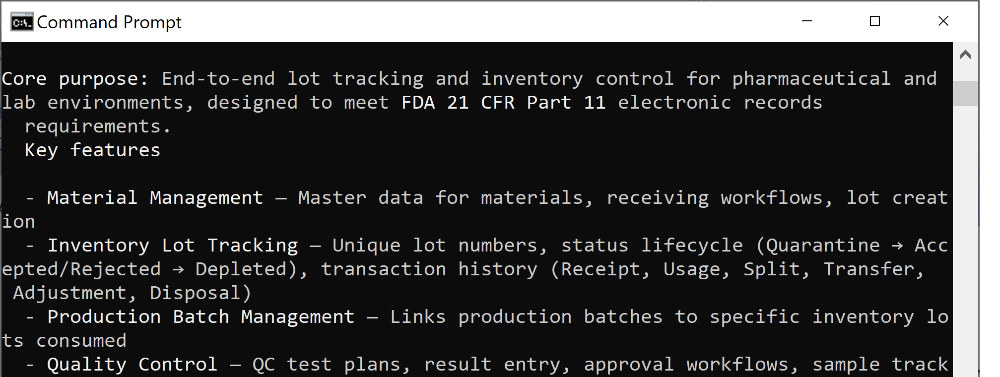 C:\.
Command Prompt
Core purpose: End-to-end lot tracking and inventory control for pharmaceutical and
lab environments, designed to meet FDA 21 CFR Part 11 electronic records
requirements.
Key features
- Material Management — Master data for materials, receiving workflows, lot creat
ion
- Inventory Lot Tracking — Unique lot numbers, status lifecycle (Quarantine → Acc
epted/Rejected → Depleted), transaction history (Receipt, Usage, Split, Transfer,
Adjustment, Disposal)
- Production Batch Management — Links production batches to specific inventory lo
ts consumed
- Quality Control — QC test plans, result entry, approval workflows, sample track